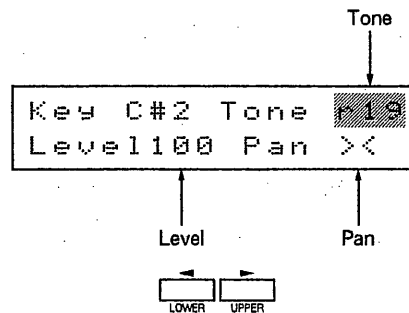 Tone
Key C#2 Tone r19
Level100 Pan ><
Level
Pan
LOWER
UPPER